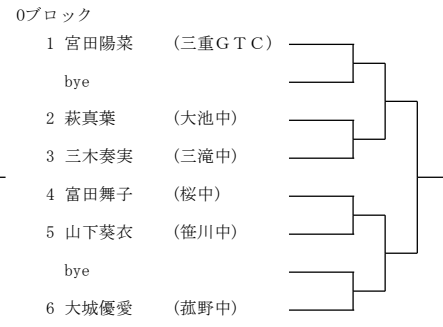 0ブロック
1 宮田陽菜 （三重ＧＴＣ）
bye
2 萩真葉 （大池中）
3 三木奏実 （三滝中）
4 富田舞子 （桜中）
5 山下葵衣 （笹川中）
bye
6 大城優愛 （菰野中）